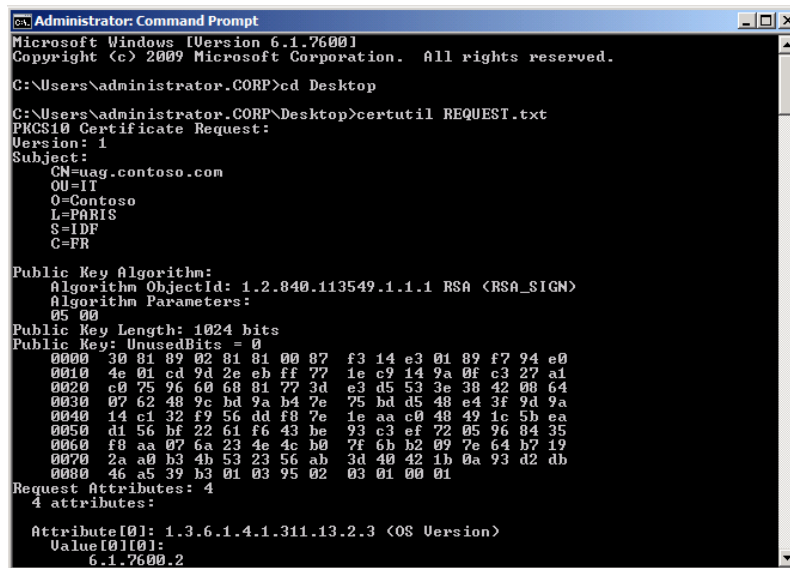 Administrator: Command Prompt
Microsoft Windows [Version 6.1.7600]
Copyright (c) 2009 Microsoft Corporation.  All rights reserved.
C:\Users\administrator.CORP>cd Desktop
C:\Users\administrator.CORP\Desktop>certutil REQUEST.txt
PKCS10 Certificate Request:
Version: 1
Subject:
    CN=uag.contoso.com
    OU=IT
    O=Contoso
    L=PARIS
    S=IDF
    C=FR
Public Key Algorithm:
    Algorithm ObjectId: 1.2.840.113549.1.1.1 RSA (RSA_SIGN)
    Algorithm Parameters:
    05 00
Public Key Length: 1024 bits
Public Key: UnusedBits = 0
    0000  30 81 89 02 81 81 00 87  f3 14 e3 01 89 f7 94 e0
    0010  4e 01 cd 9d 2e eb ff 77  1e c9 14 9a 0f c3 27 a1
    0020  c0 75 96 60 68 81 77 3d  e3 d5 53 3e 38 42 08 64
    0030  07 62 48 9c bd 9a b4 7e  75 bd d5 48 e4 3f 9d 9a
    0040  14 c1 32 f9 56 dd f8 7e  1e aa c0 48 49 1c 5b ea
    0050  d1 56 bf 22 61 f6 43 be  93 c3 ef 72 05 96 84 35
    0060  f8 aa 07 6a 23 4e 4c b0  7f 6b b2 09 7e 64 b7 19
    0070  2a a0 b3 4b 53 23 56 ab  3d 40 42 1b 0a 93 d2 db
    0080  46 a5 39 b3 01 03 95 02  03 01 00 01
Request Attributes: 4
  4 attributes:
  Attribute[0]: 1.3.6.1.4.1.311.13.2.3 (OS Version)
    Value[0][0]:
        6.1.7600.2